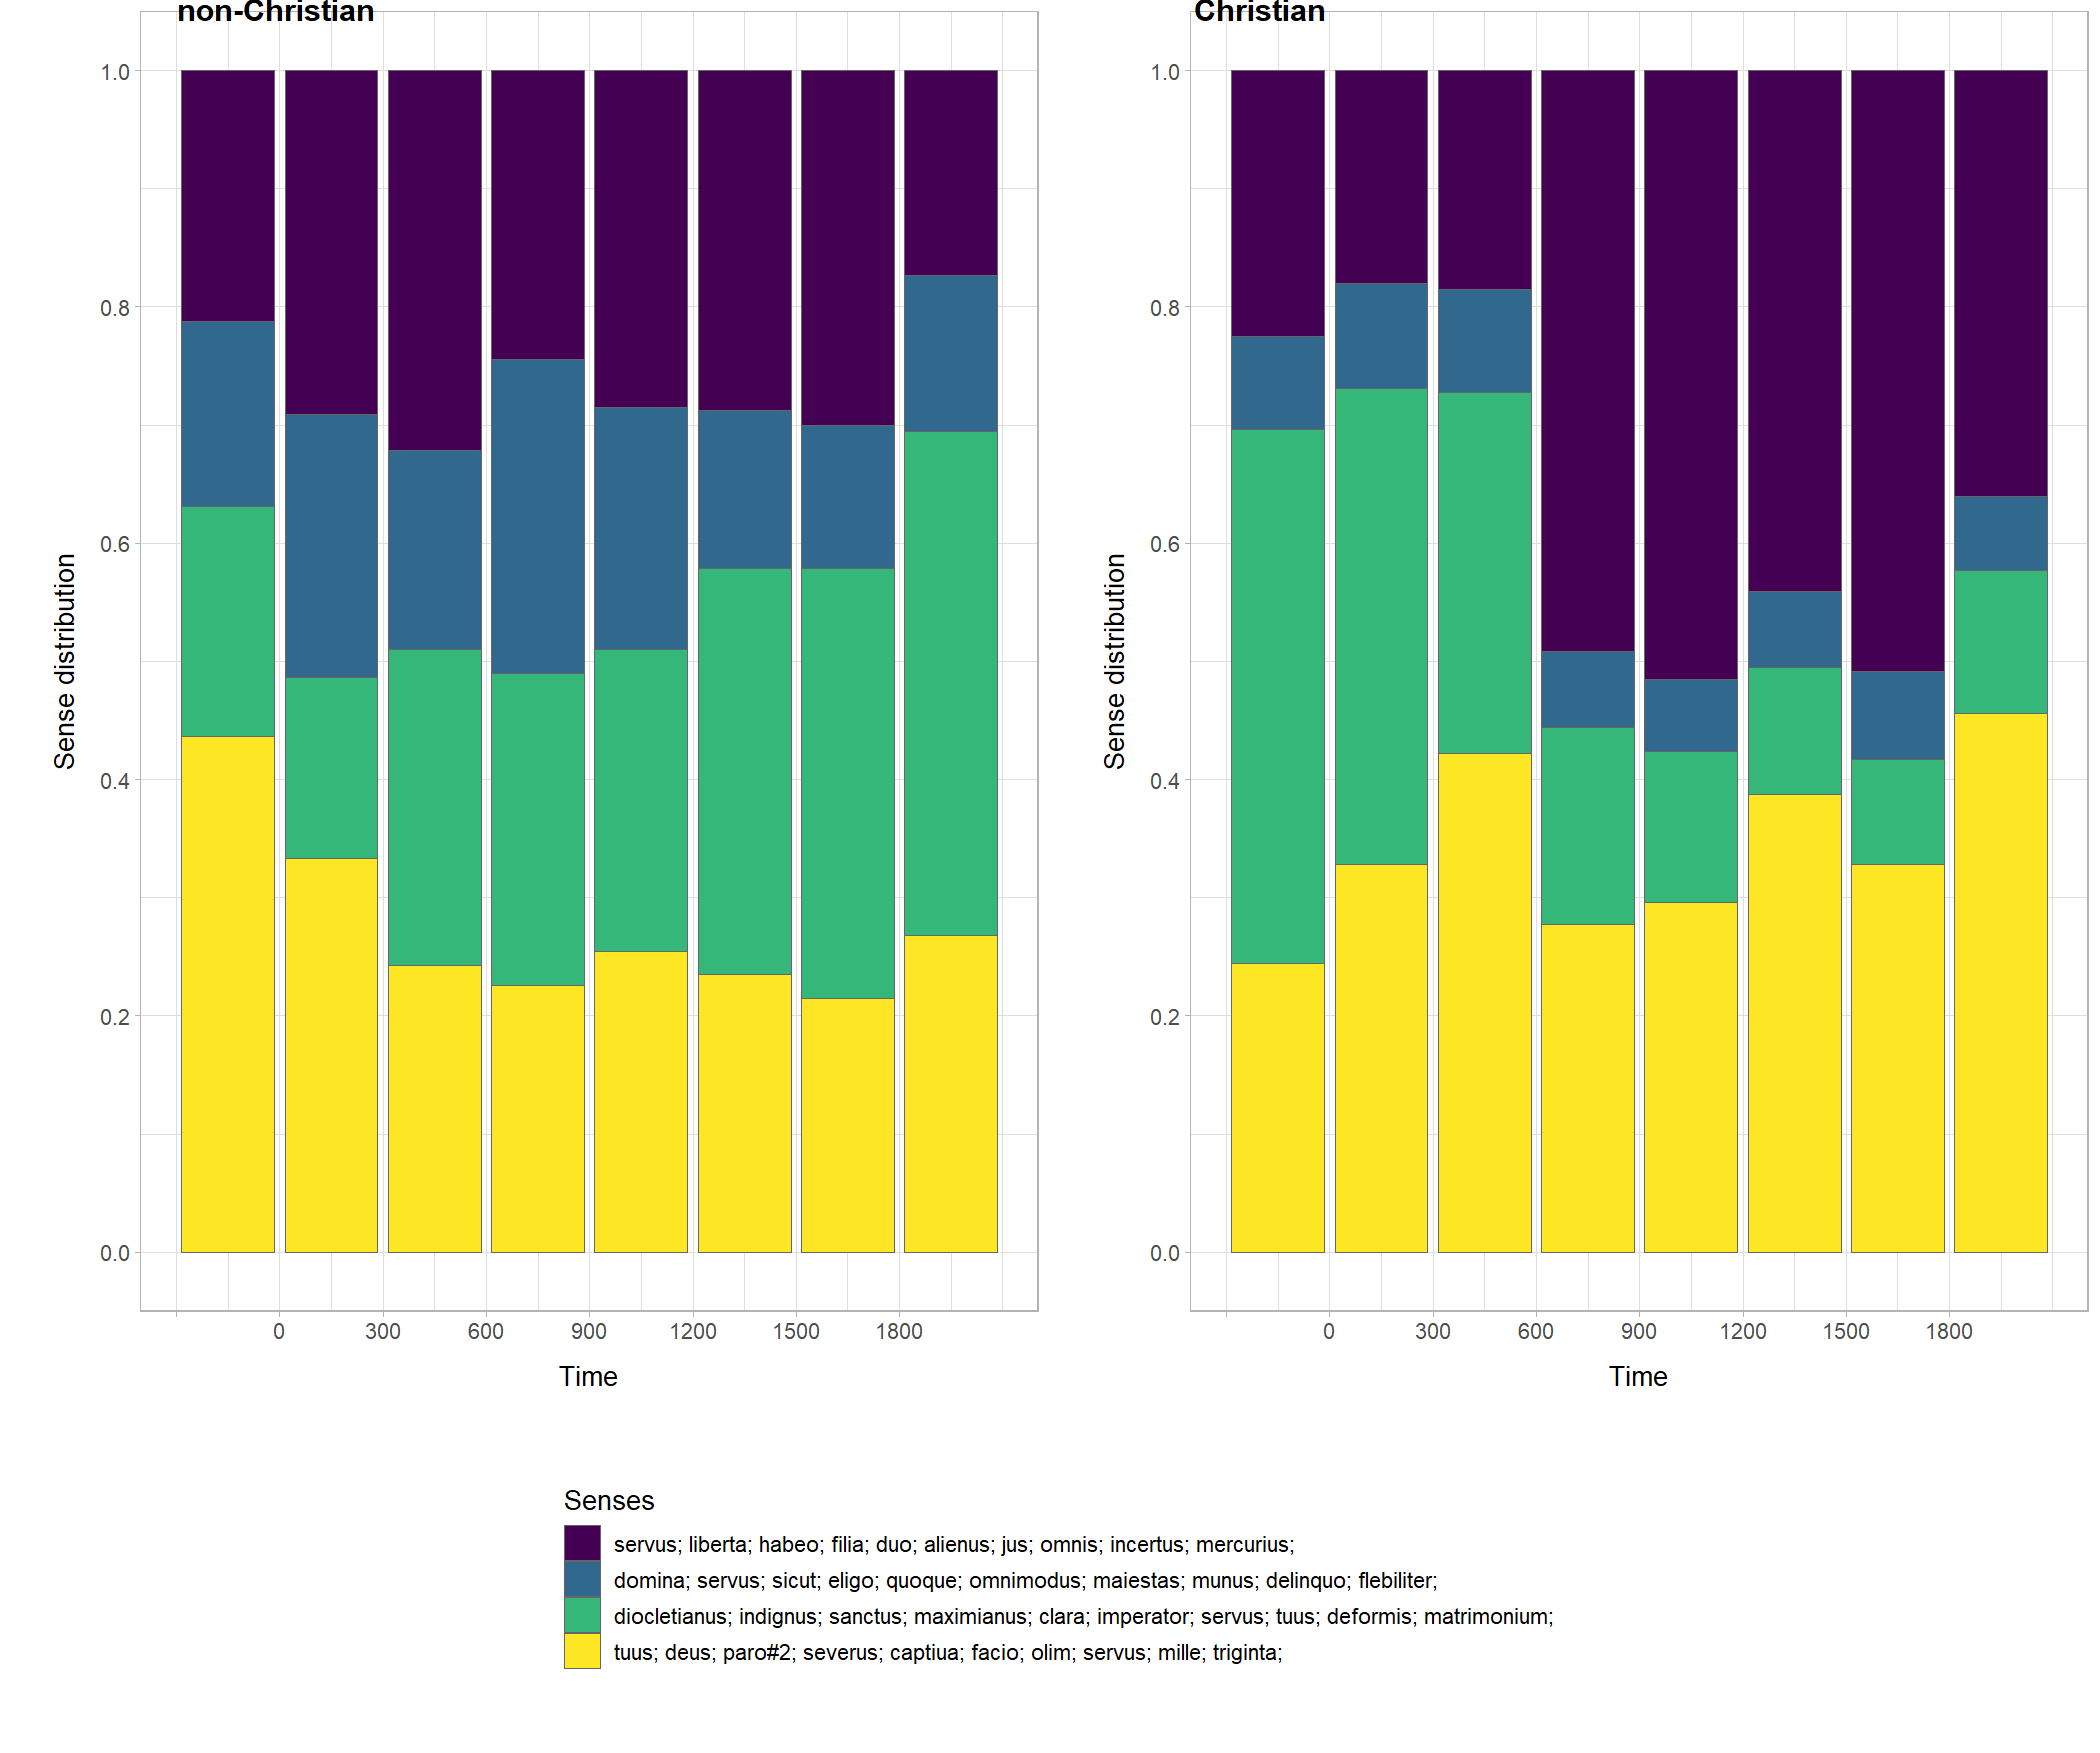 non-Christian
Sense distribution
1.0
0.8
0.6
0.4
0.2
0.0
0 300 600 900 1200 1500 1800
Time
Christian
Sense distribution
1.0
0.8
0.6
0.4
0.2
0.0
0 300 600 900 1200 1500 1800
Time
Senses
servus; liberta; habeo; filia; duo; alienus; jus; omnis; incertus; mercurius;
domina; servus; sicut; eligo; quoque; omnimodus; maiestas; munus; delinquo; flebiliter;
diocletianus; indignus; sanctus; maximianus; clara; imperator; servus; tuus; deformis; matrimonium;
tuus; deus; paro#2; severus; captiua; facio; olim; servus; mille; triginta;